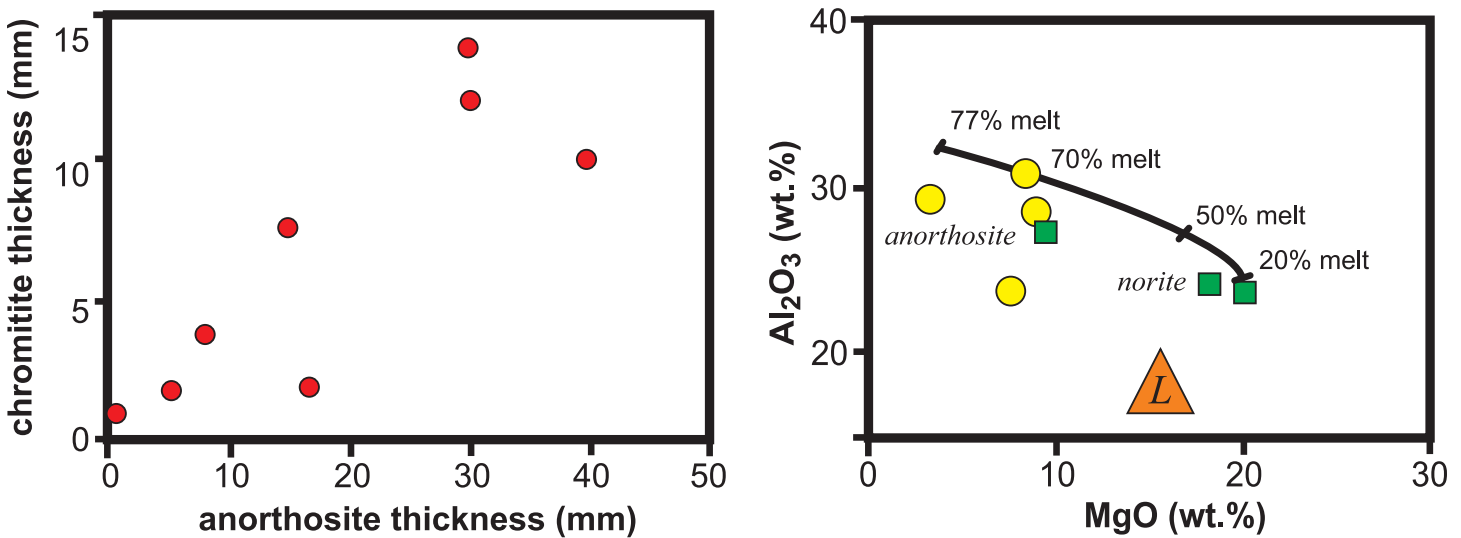 chromitite thickness (mm)
15
10
5
0
0 10 20 30 40 50
anorthosite thickness (mm)
Al2O3 (wt.%)
40
30
20
77% melt
70% melt
50% melt
20% melt
anorthosite
norite
L
0 10 20 30
MgO (wt.%)